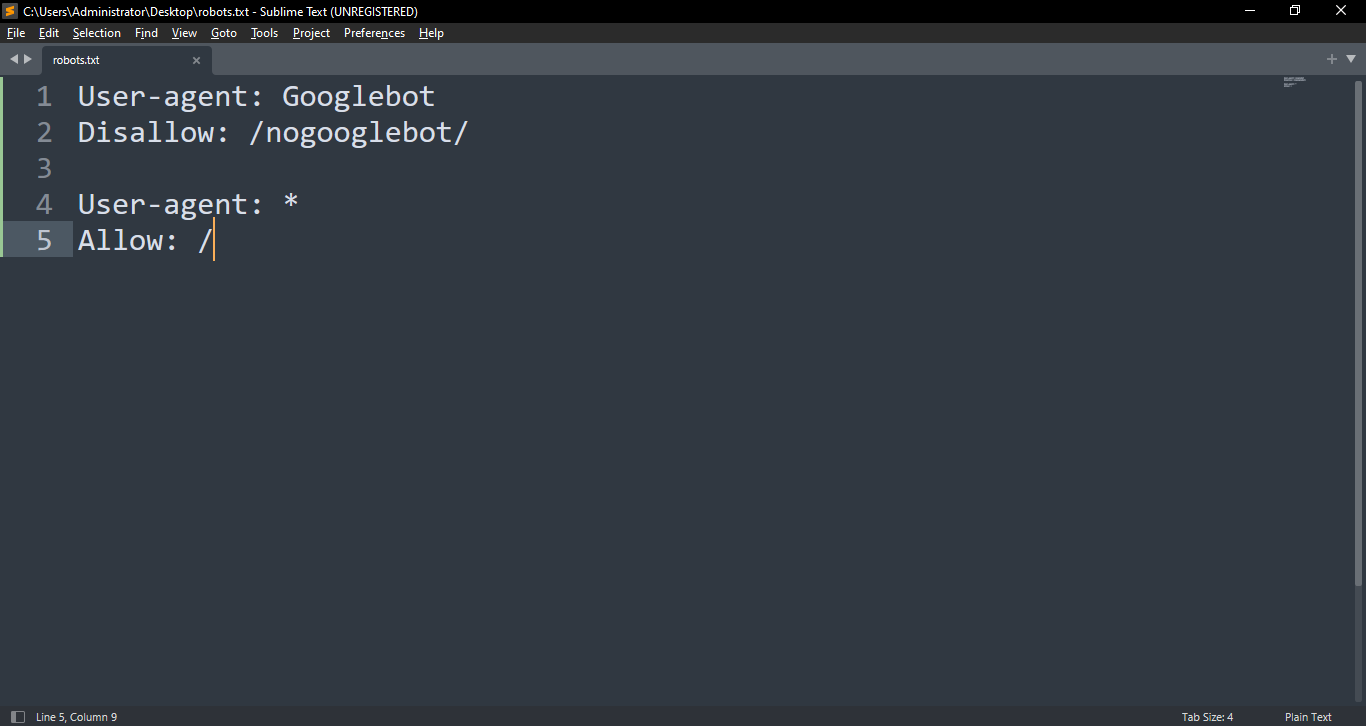 C:\Users\Administrator\Desktop\robots.txt - Sublime Text (UNREGISTERED)
File Edit Selection Find View Goto Tools Project Preferences Help
robots.txt
1 User-agent: Googlebot
2 Disallow: /nogooglebot/
3
4 User-agent: *
5 Allow: /
Line 5, Column 9 Tab Size: 4 Plain Text